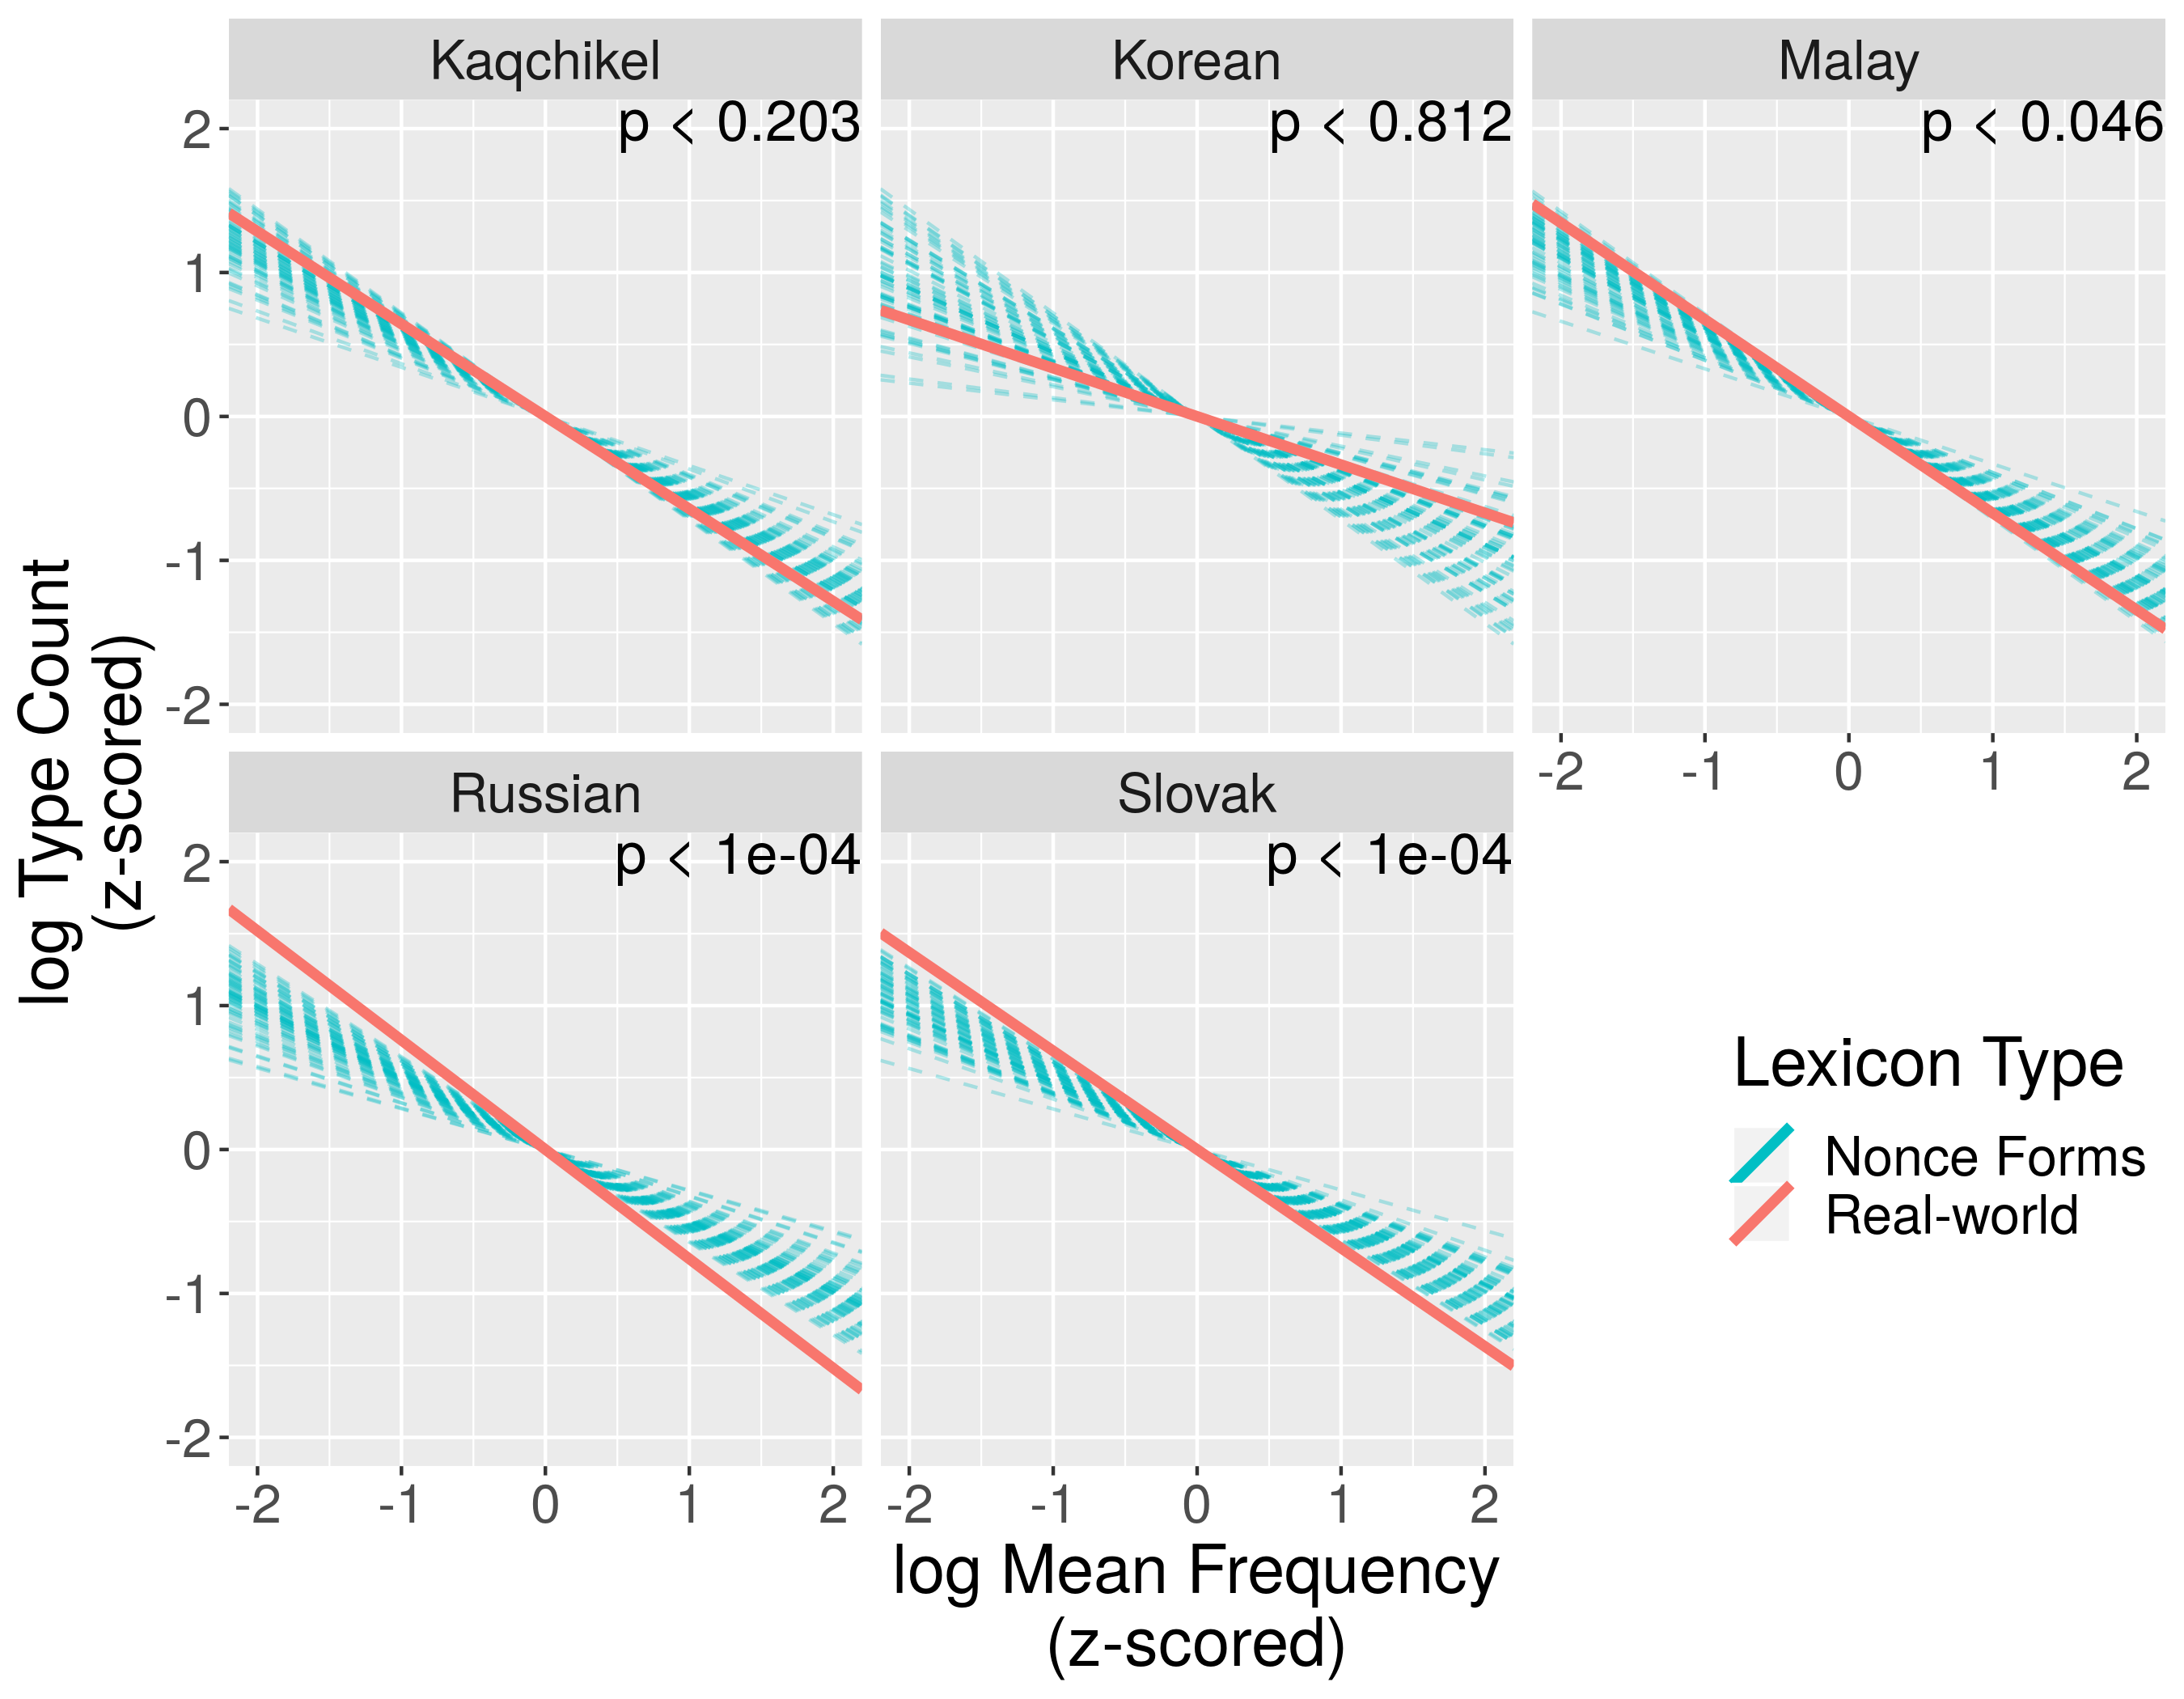 Kaqchikel
Korean
Malay
p < 0.203
p < 0.812
p < 0.046
2
1
0
-1
-2
-2 -1 0 1 2
Russian
Slovak
p < 1e-04
p < 1e-04
2
1
0
-1
-2
-2 -1 0 1 2
-2 -1 0 1 2
log Type Count
(z-scored)
log Mean Frequency
(z-scored)
Lexicon Type
Nonce Forms
Real-world